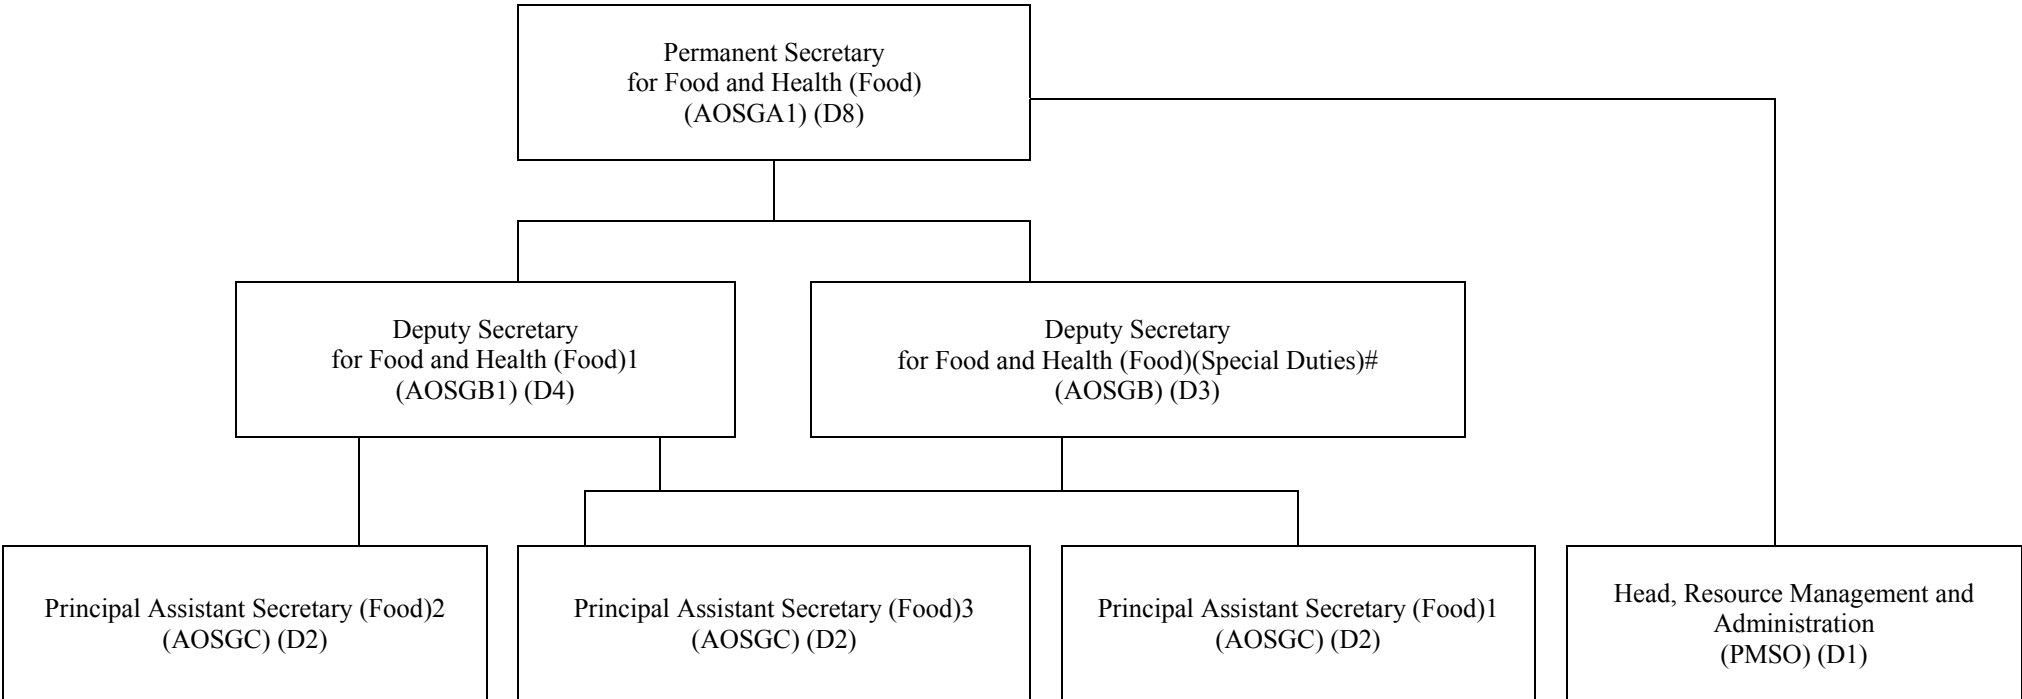 Permanent Secretary
for Food and Health (Food)
(AOSGA1) (D8)
Deputy Secretary
for Food and Health (Food)1
(AOSGB1) (D4)
Deputy Secretary
for Food and Health (Food)(Special Duties)#
(AOSGB) (D3)
Principal Assistant Secretary (Food)2
(AOSGC) (D2)
Principal Assistant Secretary (Food)3
(AOSGC) (D2)
Principal Assistant Secretary (Food)1
(AOSGC) (D2)
Head, Resource Management and
Administration
(PMSO) (D1)